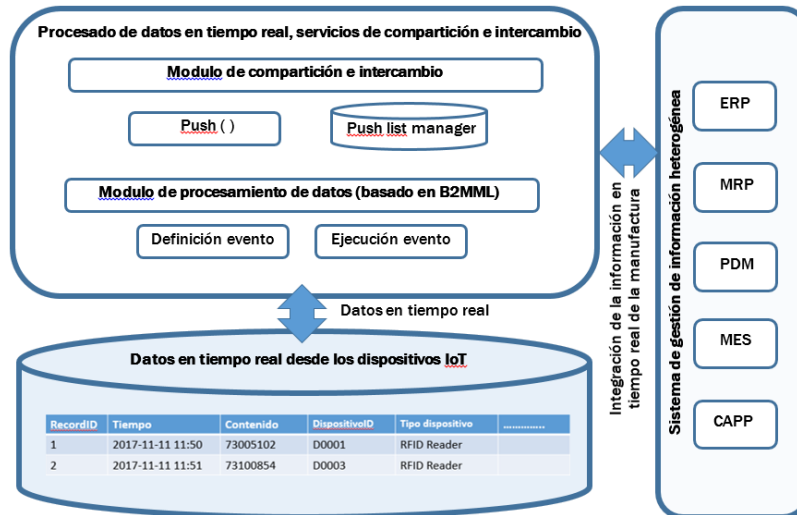 Procesado de datos en tiempo real, servicios de compartición e intercambio
Modulo de compartición e intercambio
Push ( )
Push list manager
Modulo de procesamiento de datos (basado en B2MML)
Definición evento
Ejecución evento
Datos en tiempo real
Datos en tiempo real desde los dispositivos IoT
RecordID Tiempo Contenido DispositivoID Tipo dispositivo ..............
1 2017-11-11 11:50 73005102 D0001 RFID Reader
2 2017-11-11 11:51 73100854 D0003 RFID Reader
Integración de la información en
tiempo real de la manufactura
Sistema de gestión de información heterogénea
ERP
MRP
PDM
MES
CAPP